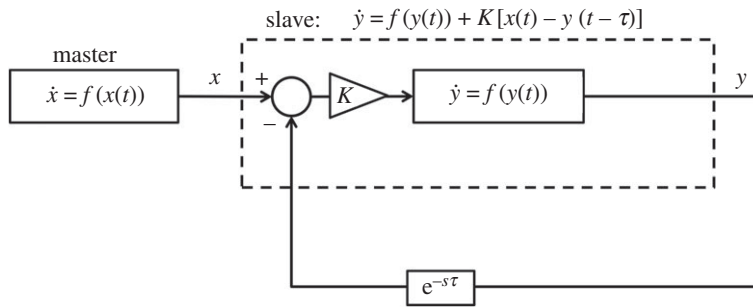 slave: ẏ = f(y(t)) + K[x(t) – y (t – τ)]
master
ẋ = f(x(t))
x
+
–
K
ẏ = f(y(t))
y
e^{–sτ}